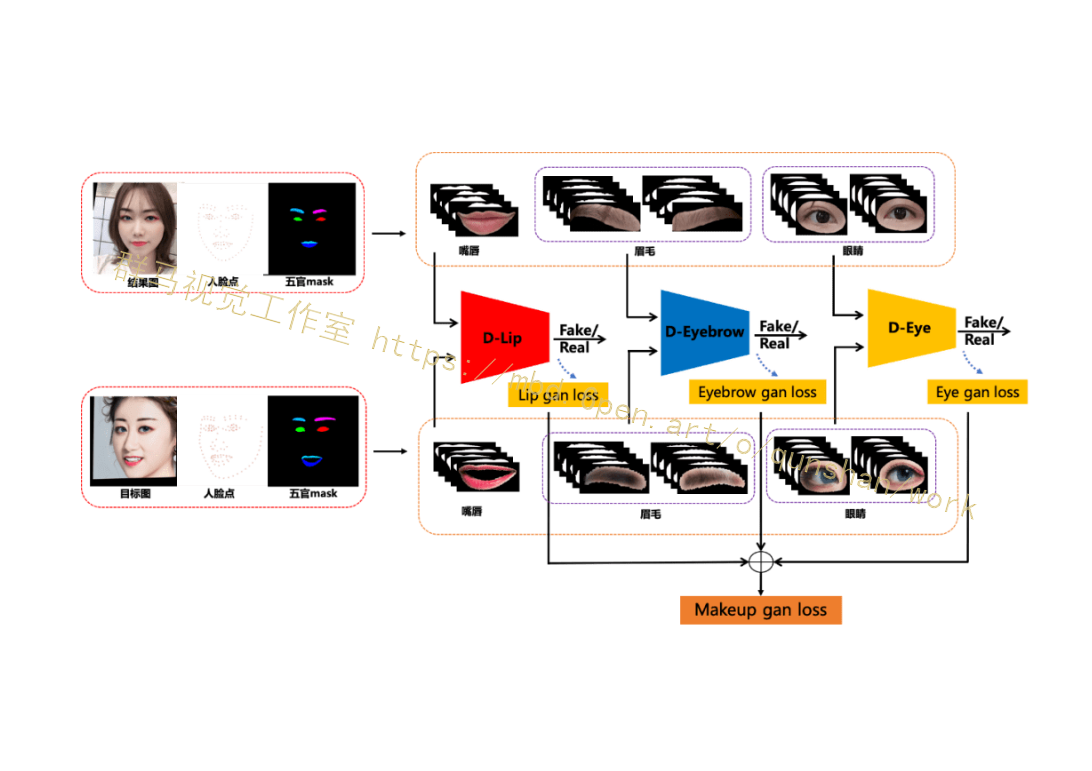 嘴唇
眉毛
眼睛
结果图
人脸点
五官mask
D-Lip
Fake/
Real
D-Eyebrow
Fake/
Real
D-Eye
Fake/
Real
Lip gan loss
Eyebrow gan loss
Eye gan loss
目标图
人脸点
五官mask
嘴唇
眉毛
眼睛
Makeup gan loss
群马视觉工作室 https://mbd.open.art/o/qunshan/work